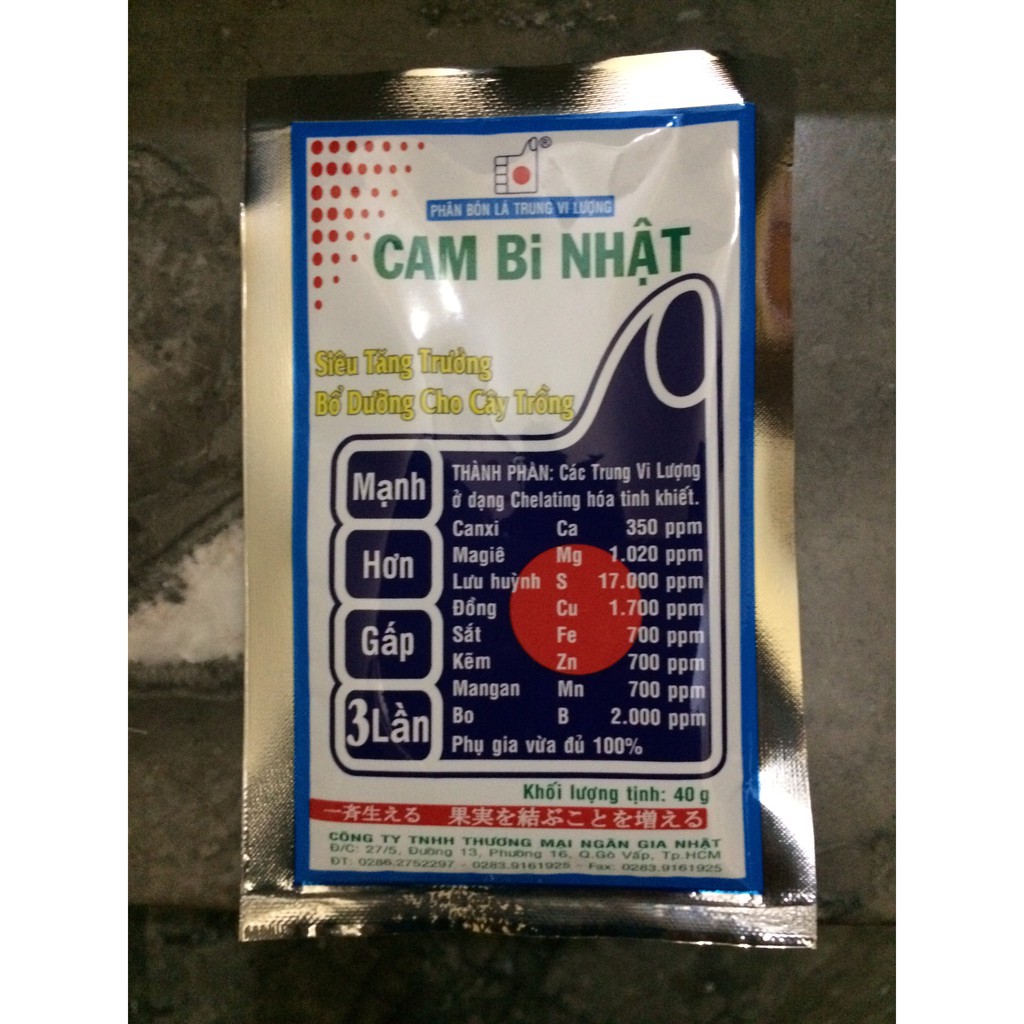 ®
PHÂN BÓN LÁ TRUNG VI LƯỢNG
CAM Bi NHẬT
Siêu Tăng Trưởng
Bổ Dưỡng Cho Cây Trồng
Mạnh
Hơn
Gấp
3 Lần
THÀNH PHẦN: Các Trung Vi Lượng
ở dạng Chelating hóa tinh khiết.
Canxi Ca 350 ppm
Magiê Mg 1.020 ppm
Lưu huỳnh S 17.000 ppm
Đồng Cu 1.700 ppm
Sắt Fe 700 ppm
Kẽm Zn 700 ppm
Mangan Mn 700 ppm
Bo B 2.000 ppm
Phụ gia vừa đủ 100%
Khối lượng tịnh: 40 g
一斉生える 果実を結ぶことを増える
CÔNG TY TNHH THƯƠNG MẠI NGÂN GIA NHẬT
Đ/C: 27/5, Đường 13, Phường 16, Q.Gò Vấp, Tp.HCM
ĐT: 0286.2752297 - 0283.9161925 - Fax: 0283.9161925